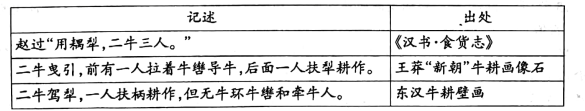 记述 出处
赵过“用耦犁,二牛三人。” 《汉书·食货志》
二牛曳引,前有一人拉着牛辔导牛,后面一人扶犁耕作。 王莽“新朝”牛耕画像石
二牛驾犁,一人扶柄耕作,但无牛环牛辔和牵牛人。 东汉牛耕壁画